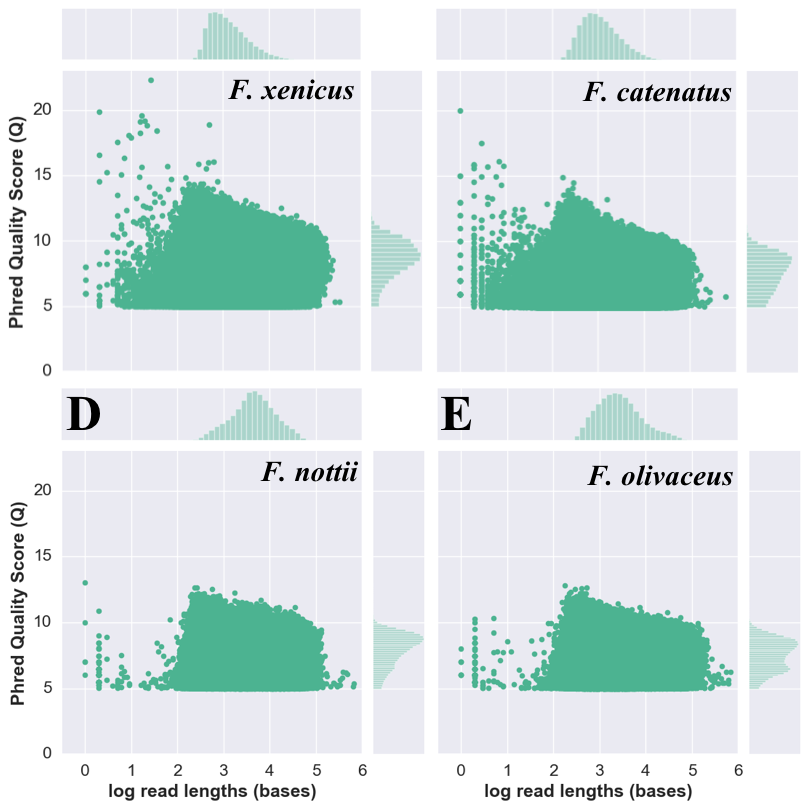 F. xenicus
F. catenatus
Phred Quality Score (Q)
20
15
10
5
0
D
E
F. nottii
F. olivaceus
Phred Quality Score (Q)
20
15
10
5
0
0 1 2 3 4 5 6
0 1 2 3 4 5 6
log read lengths (bases)
log read lengths (bases)